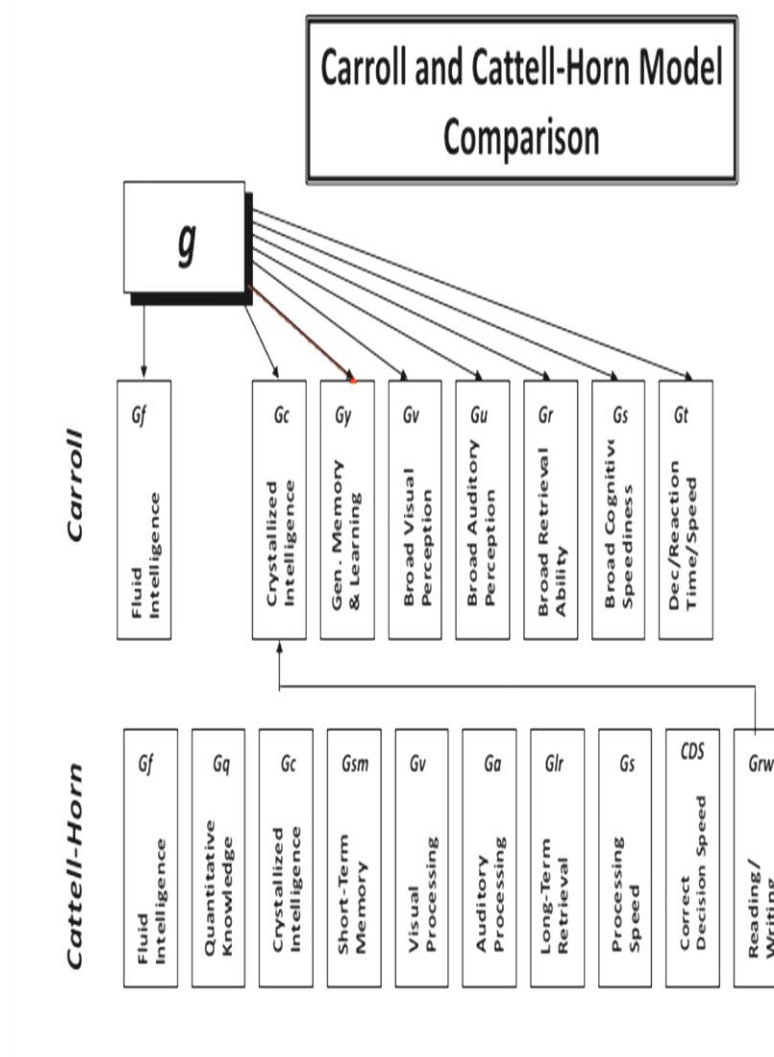 Carroll and Cattell-Horn Model
Comparison
g
Carroll
Gf
Fluid
Intelligence
Gc
Crystallized
Intelligence
Gy
Gen. Memory
& Learning
Gv
Broad Visual
Perception
Gu
Broad Auditory
Perception
Gr
Broad Retrieval
Ability
Gs
Broad Cognitive
Speediness
Gt
Dec/Reaction
Time/Speed
Cattell-Horn
Gf
Fluid
Intelligence
Gq
Quantitative
Knowledge
Gc
Crystallized
Intelligence
Gsm
Short-Term
Memory
Gv
Visual
Processing
Ga
Auditory
Processing
Glr
Long-Term
Retrieval
Gs
Processing
Speed
CDS
Correct
Decision Speed
Grw
Reading/
Writing